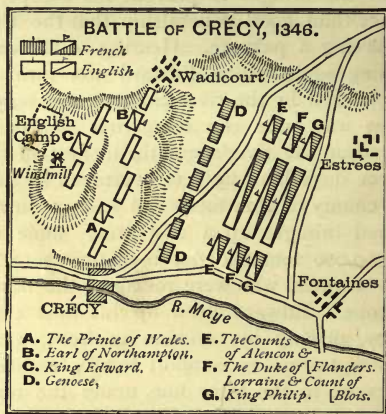 BATTLE OF CRÉCY, 1346.
French
English
Wadicourt
English
Camp
Windmill
C
B
A
D
E
F
G
Estrées
D
E
F
G
Fontaines
CRÉCY
R. Maye
A. The Prince of Wales.
B. Earl of Northampton,
C. King Edward,
D. Genoese,
E. The Counts
of Alencon &
F. The Duke of [Flanders.
Lorraine & Count of
G. King Philip. [Blois.